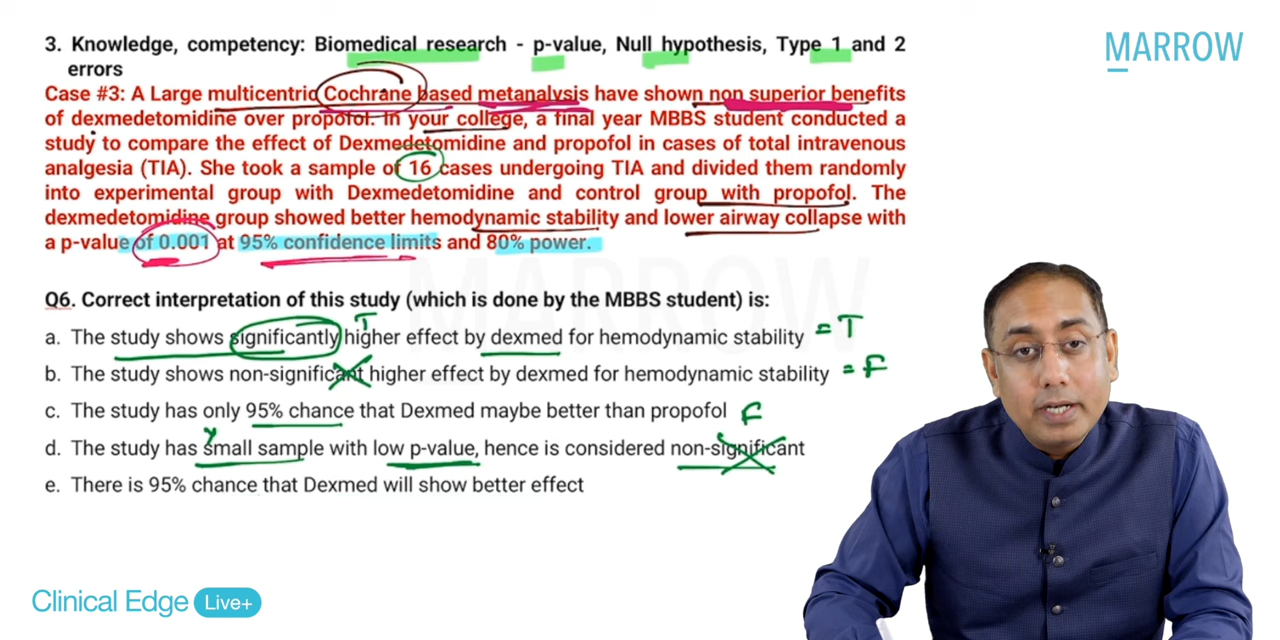 3. Knowledge, competency: Biomedical research - p-value, Null hypothesis, Type 1 and 2
errors
MARROW
Case #3: A Large multicentric Cochrane based metanalysis have shown non superior benefits
of dexmedetomidine over propofol. In your college, a final year MBBS student conducted a
study to compare the effect of Dexmedetomidine and propofol in cases of total intravenous
analgesia (TIA). She took a sample of 16 cases undergoing TIA and divided them randomly
into experimental group with Dexmedetomidine and control group with propofol. The
dexmedetomidine group showed better hemodynamic stability and lower airway collapse with
a p-value of 0.001 at 95% confidence limits and 80% power.
MARROW
Q6. Correct interpretation of this study (which is done by the MBBS student) is:
T
a. The study shows significantly higher effect by dexmed for hemodynamic stability = T
b. The study shows non-significant higher effect by dexmed for hemodynamic stability = F
c. The study has only 95% chance that Dexmed maybe better than propofol F
d. The study has small sample with low p-value, hence is considered non-significant
e. There is 95% chance that Dexmed will show better effect
Clinical Edge Live+